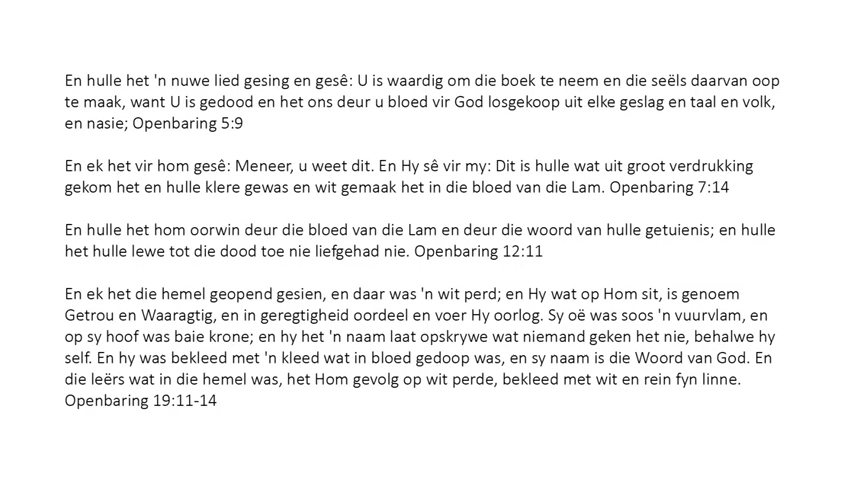 En hulle het 'n nuwe lied gesing en gesê: U is waardig om die boek te neem en die seëls daarvan oop
te maak, want U is gedood en het ons deur u bloed vir God losgekoop uit elke geslag en taal en volk,
en nasie; Openbaring 5:9
En ek het vir hom gesê: Meneer, u weet dit. En Hy sê vir my: Dit is hulle wat uit groot verdrukking
gekom het en hulle klere gewas en wit gemaak het in die bloed van die Lam. Openbaring 7:14
En hulle het hom oorwin deur die bloed van die Lam en deur die woord van hulle getuienis; en hulle
het hulle lewe tot die dood toe nie liefgehad nie. Openbaring 12:11
En ek het die hemel geopend gesien, en daar was 'n wit perd; en Hy wat op Hom sit, is genoem
Getrou en Waaragtig, en in geregtigheid oordeel en voer Hy oorlog. Sy oë was soos 'n vuurvlam, en
op sy hoof was baie krone; en hy het 'n naam laat opskrywe wat niemand geken het nie, behalwe hy
self. En hy was bekleed met 'n kleed wat in bloed gedoop was, en sy naam is die Woord van God. En
die leërs wat in die hemel was, het Hom gevolg op wit perde, bekleed met wit en rein fyn linne.
Openbaring 19:11-14